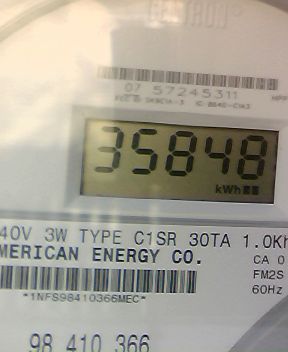 CENTRON®
07 57245311
35848
kWh
40V 3W TYPE C1SR 30TA 1.0Kh
MERICAN ENERGY CO.
CA 0
FM2S
60Hz
*1NFS98410366MEC*
98 410 366